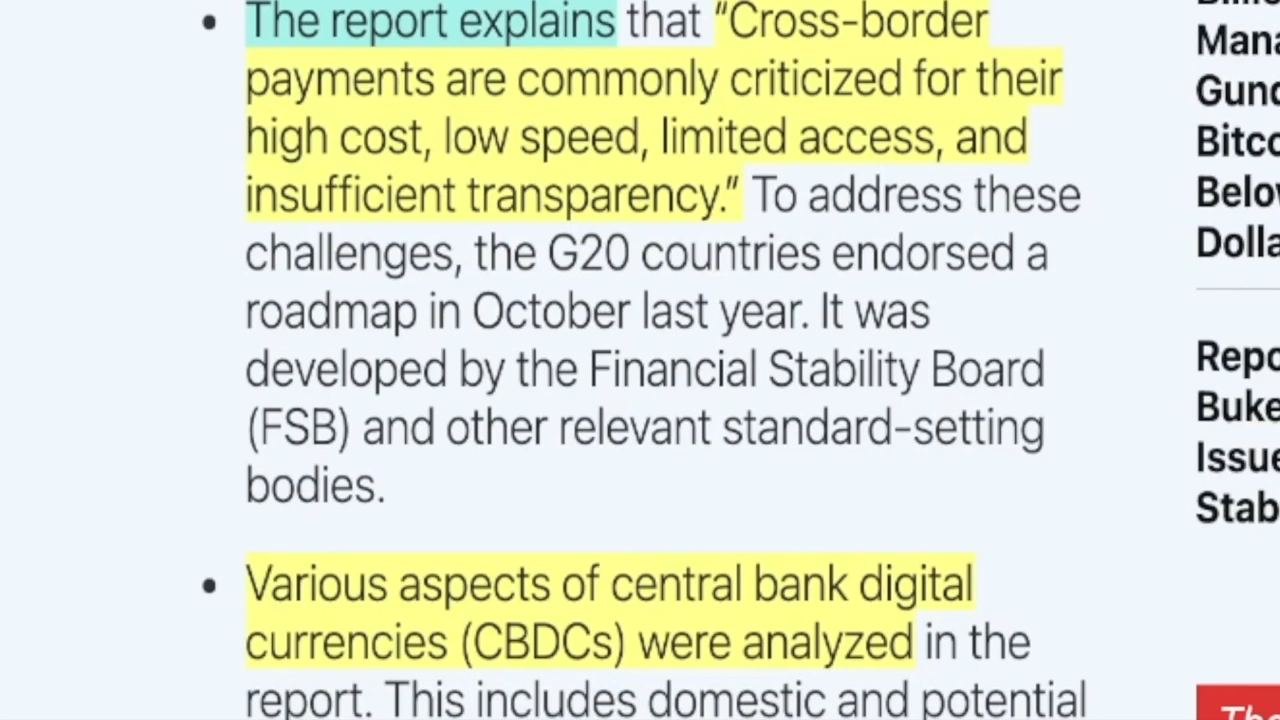 • The report explains that “Cross-border
payments are commonly criticized for their
high cost, low speed, limited access, and
insufficient transparency.” To address these
challenges, the G20 countries endorsed a
roadmap in October last year. It was
developed by the Financial Stability Board
(FSB) and other relevant standard-setting
bodies.
• Various aspects of central bank digital
currencies (CBDCs) were analyzed in the
report. This includes domestic and potential
Mana
Gund
Bitco
Belov
Dolla
Repo
Buke
Issue
Stab